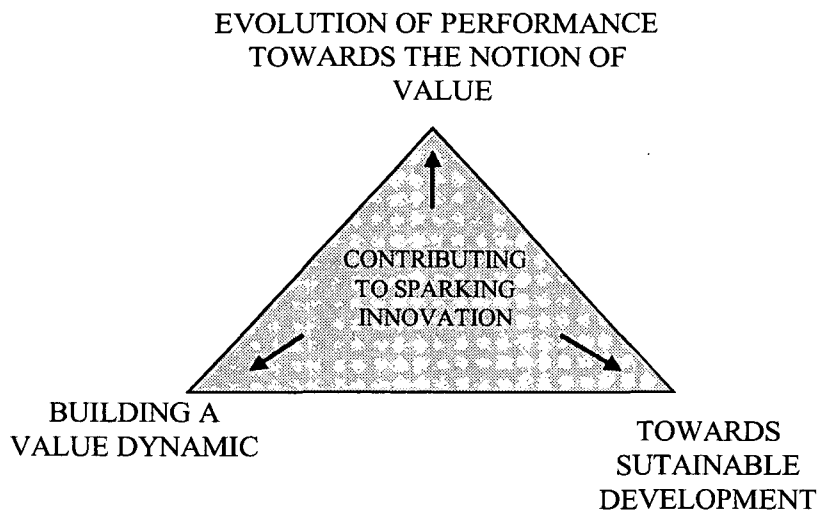 EVOLUTION OF PERFORMANCE
TOWARDS THE NOTION OF
VALUE
CONTRIBUTING
TO SPARKING
INNOVATION
BUILDING A
VALUE DYNAMIC
TOWARDS
SUTAINABLE
DEVELOPMENT